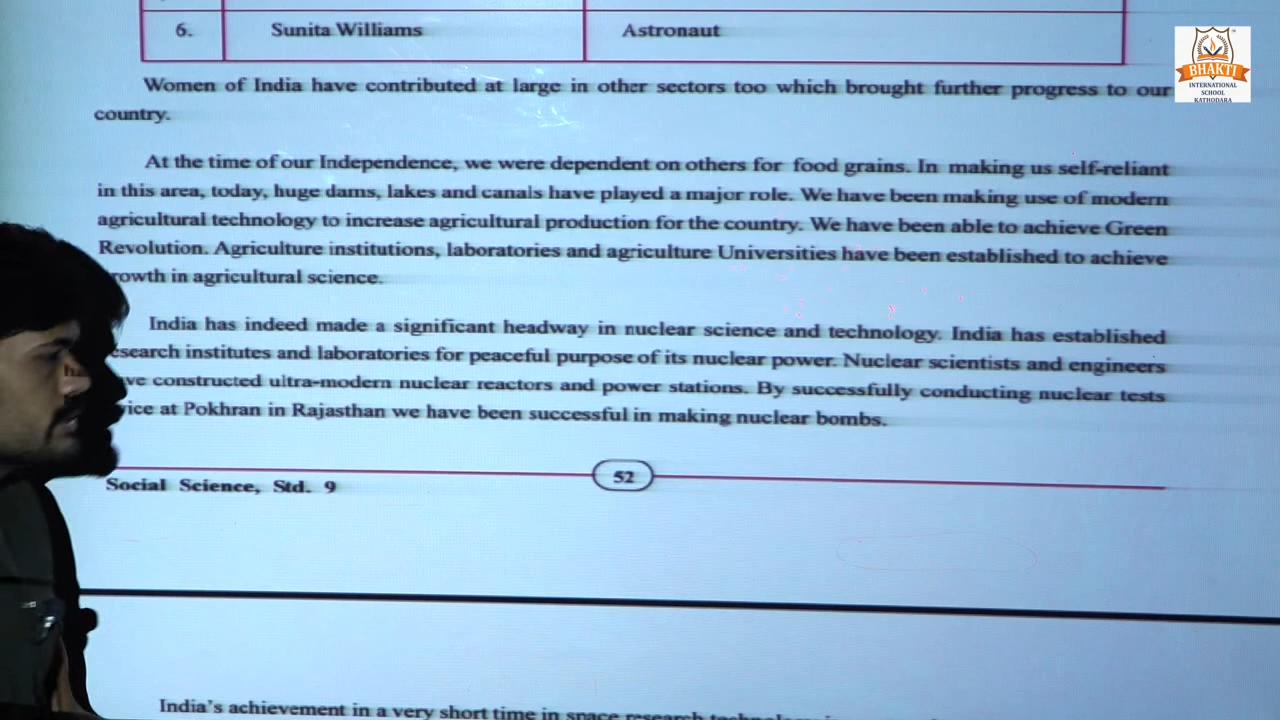 6. Sunita Williams Astronaut
BHAKTI
INTERNATIONAL
SCHOOL
KATHODARA
Women of India have contributed at large in other sectors too which brought further progress to our
country.
At the time of our Independence, we were dependent on others for food grains. In making us self-reliant
in this area, today, huge dams, lakes and canals have played a major role. We have been making use of modern
agricultural technology to increase agricultural production for the country. We have been able to achieve Green
Revolution. Agriculture institutions, laboratories and agriculture Universities have been established to achieve
rowth in agricultural science.
India has indeed made a significant headway in nuclear science and technology. India has established
esearch institutes and laboratories for peaceful purpose of its nuclear power. Nuclear scientists and engineers
ve constructed ultra-modern nuclear reactors and power stations. By successfully conducting nuclear tests
ice at Pokhran in Rajasthan we have been successful in making nuclear bombs.
52
Social Science, Std. 9
India's achievement in a very short time in space research